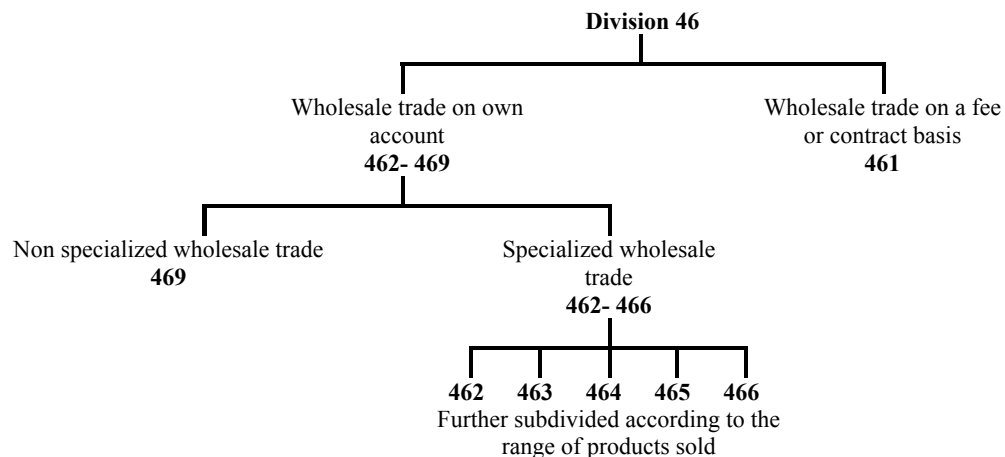 Division 46
Wholesale trade on own
account
462- 469
Wholesale trade on a fee
or contract basis
461
Non specialized wholesale trade
469
Specialized wholesale
trade
462- 466
462 463 464 465 466
Further subdivided according to the
range of products sold